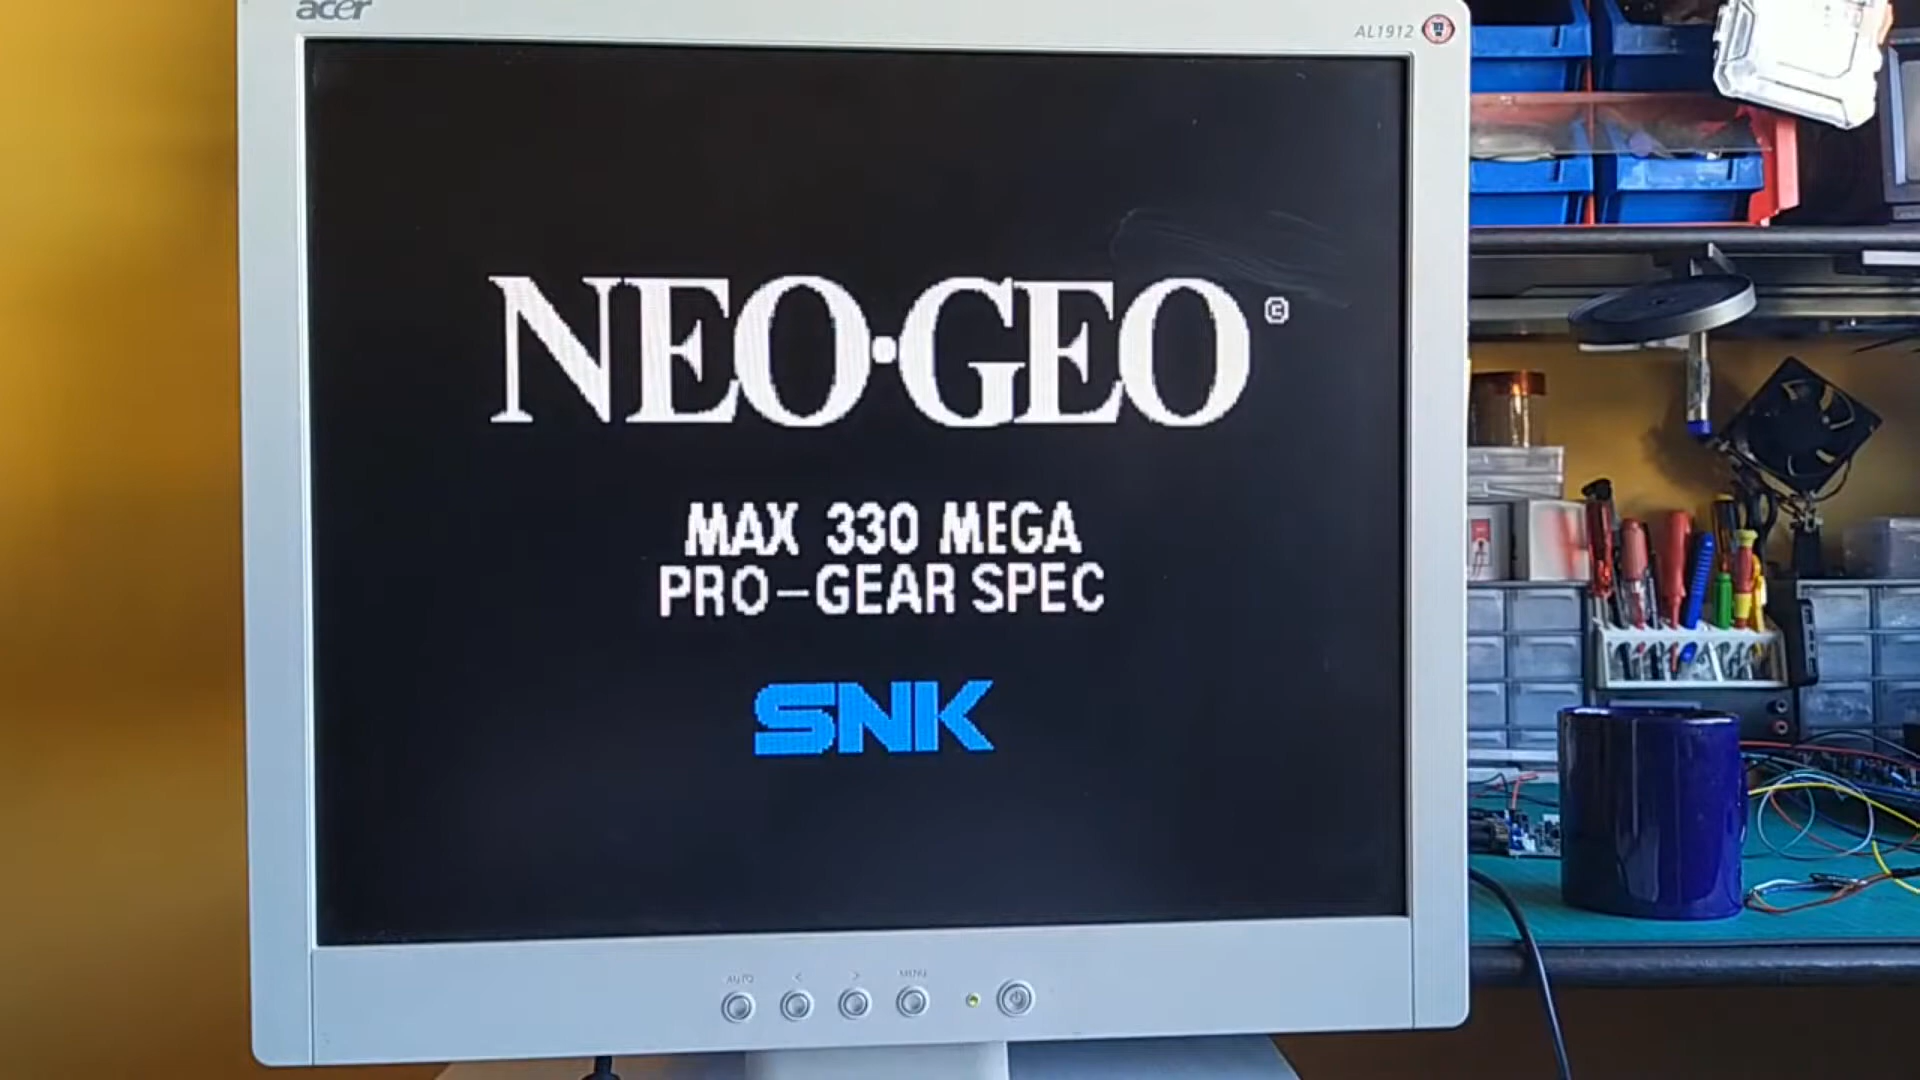 acer
AL1912
NEO·GEO ©
MAX 330 MEGA
PRO-GEAR SPEC
SNK
AUTO < > MENU